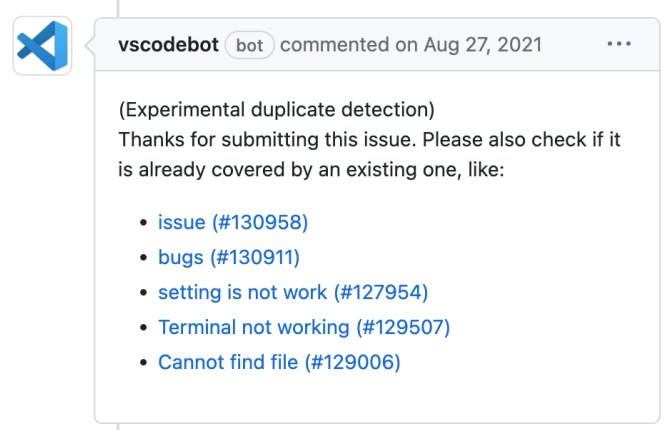 vscodebot bot commented on Aug 27, 2021 ···
(Experimental duplicate detection)
Thanks for submitting this issue. Please also check if it
is already covered by an existing one, like:
• issue (#130958)
• bugs (#130911)
• setting is not work (#127954)
• Terminal not working (#129507)
• Cannot find file (#129006)